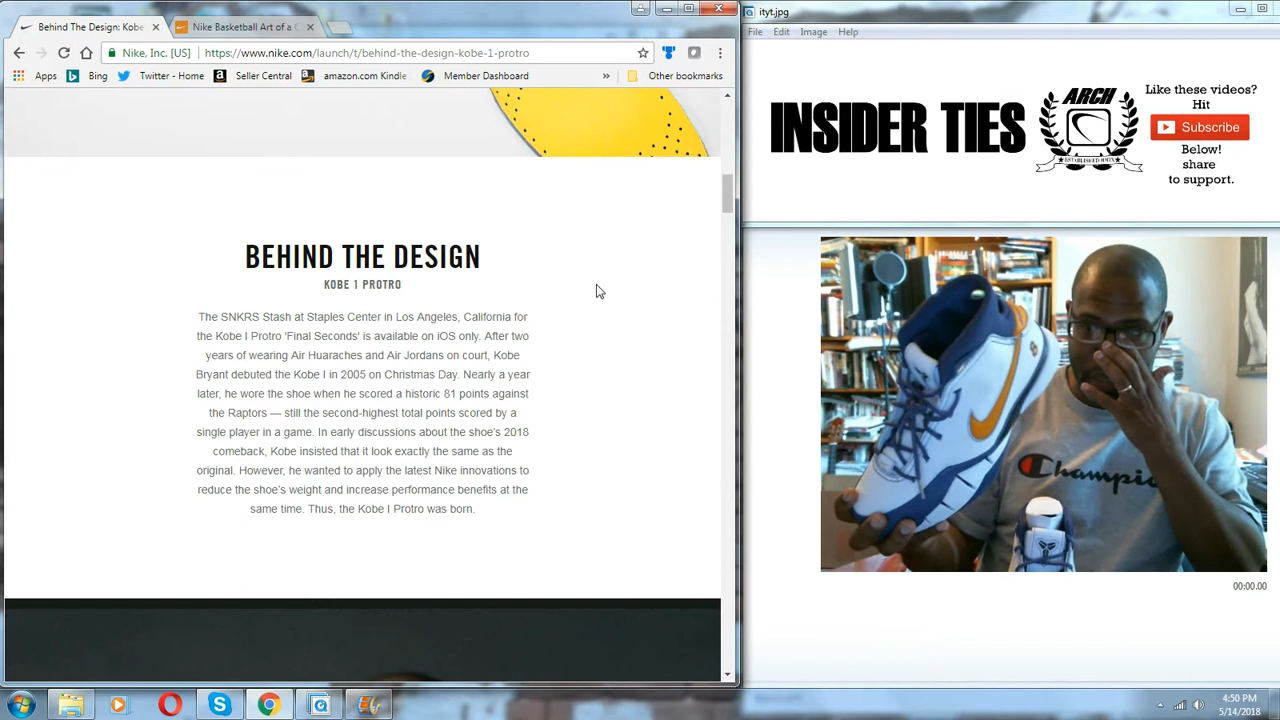 Behind The Design: Kobe
Nike Basketball Art of a C
ityt.jpg
Nike, Inc. [US]
https://www.nike.com/launch/t/behind-the-design-kobe-1-protro
File Edit Image Help
Apps Bing Twitter - Home Seller Central amazon.com Kindle Member Dashboard » Other bookmarks
BEHIND THE DESIGN
KOBE 1 PROTRO
The SNKRS Stash at Staples Center in Los Angeles, California for
the Kobe I Protro 'Final Seconds' is available on iOS only. After two
years of wearing Air Huaraches and Air Jordans on court, Kobe
Bryant debuted the Kobe I in 2005 on Christmas Day. Nearly a year
later, he wore the shoe when he scored a historic 81 points against
the Raptors — still the second-highest total points scored by a
single player in a game. In early discussions about the shoe's 2018
comeback, Kobe insisted that it look exactly the same as the
original. However, he wanted to apply the latest Nike innovations to
reduce the shoe's weight and increase performance benefits at the
same time. Thus, the Kobe I Protro was born.
INSIDER TIES
ARCH
Like these videos?
Hit
Subscribe
Below!
share
to support.
Champio
00:00.00
4:50 PM
5/14/2018